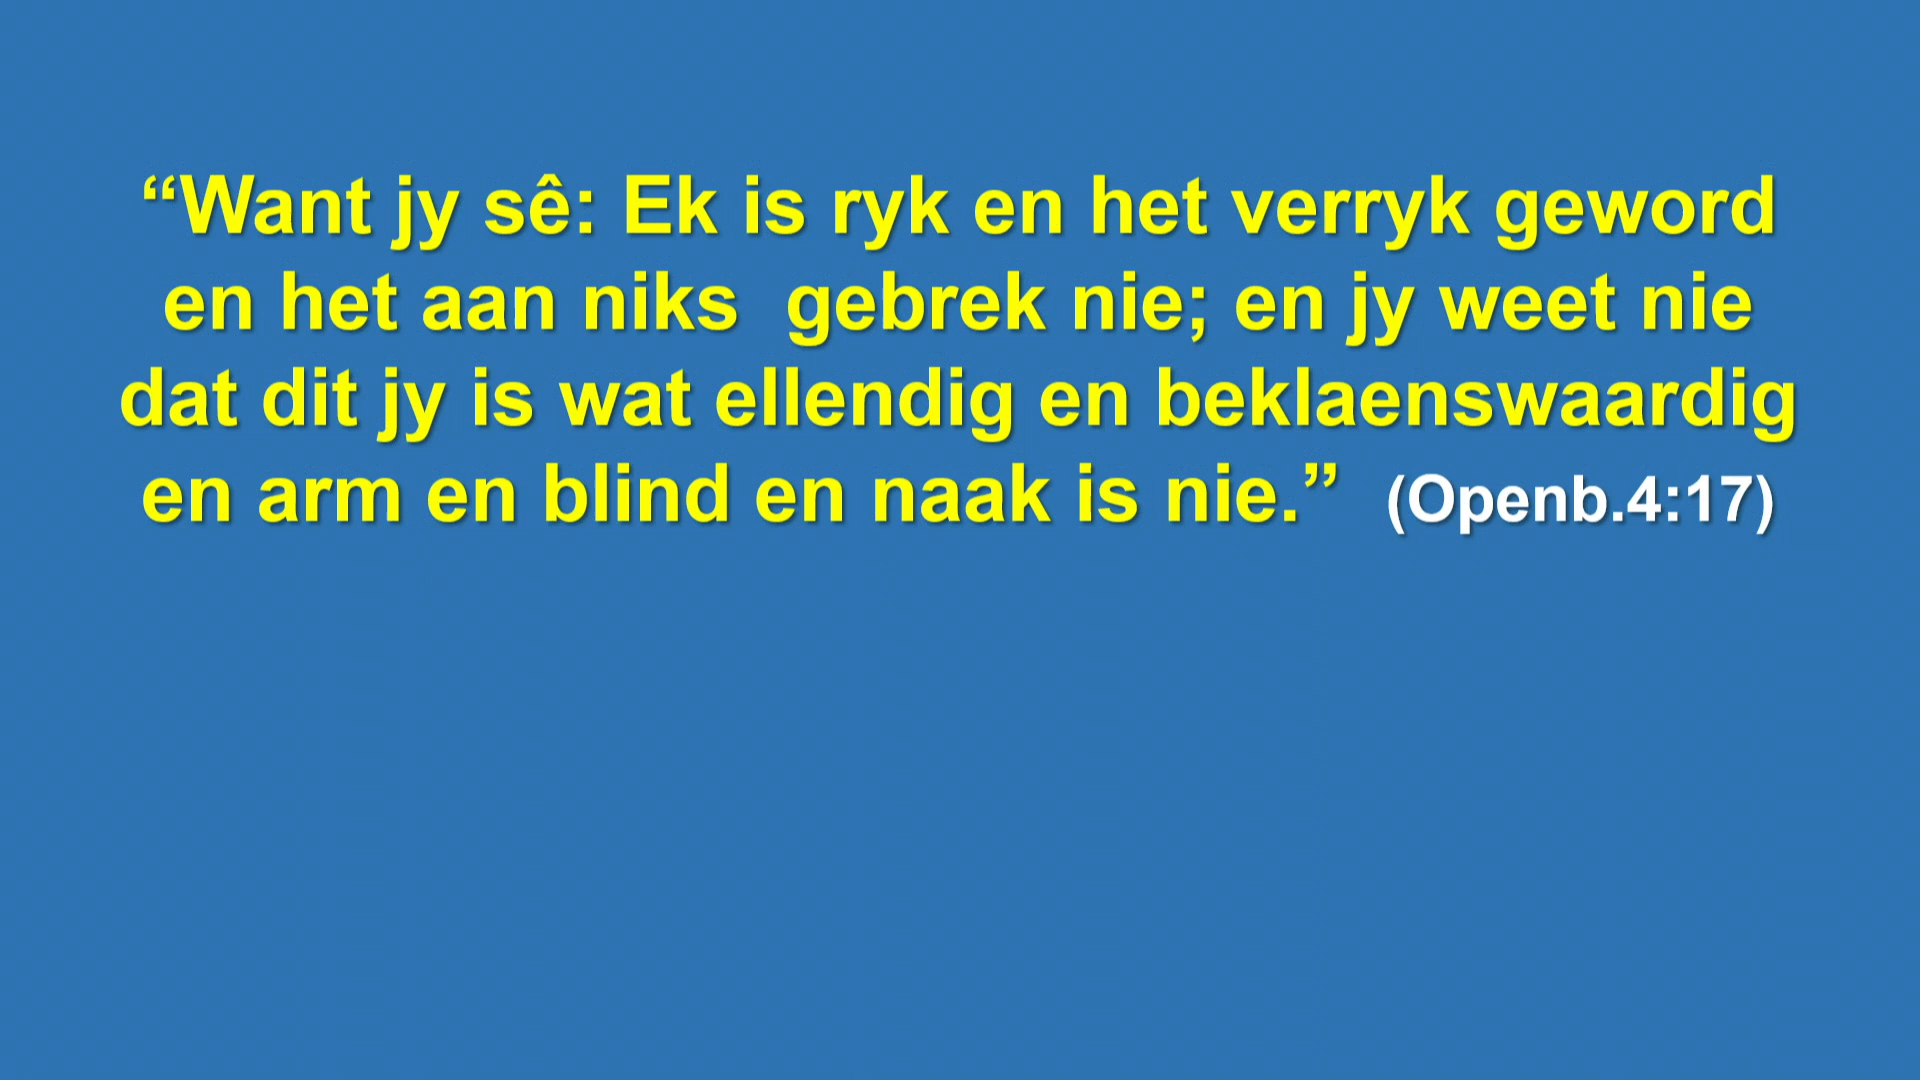 “Want jy sê: Ek is ryk en het verryk geword
en het aan niks  gebrek nie; en jy weet nie
dat dit jy is wat ellendig en beklaenswaardig
en arm en blind en naak is nie.”  (Openb.4:17)